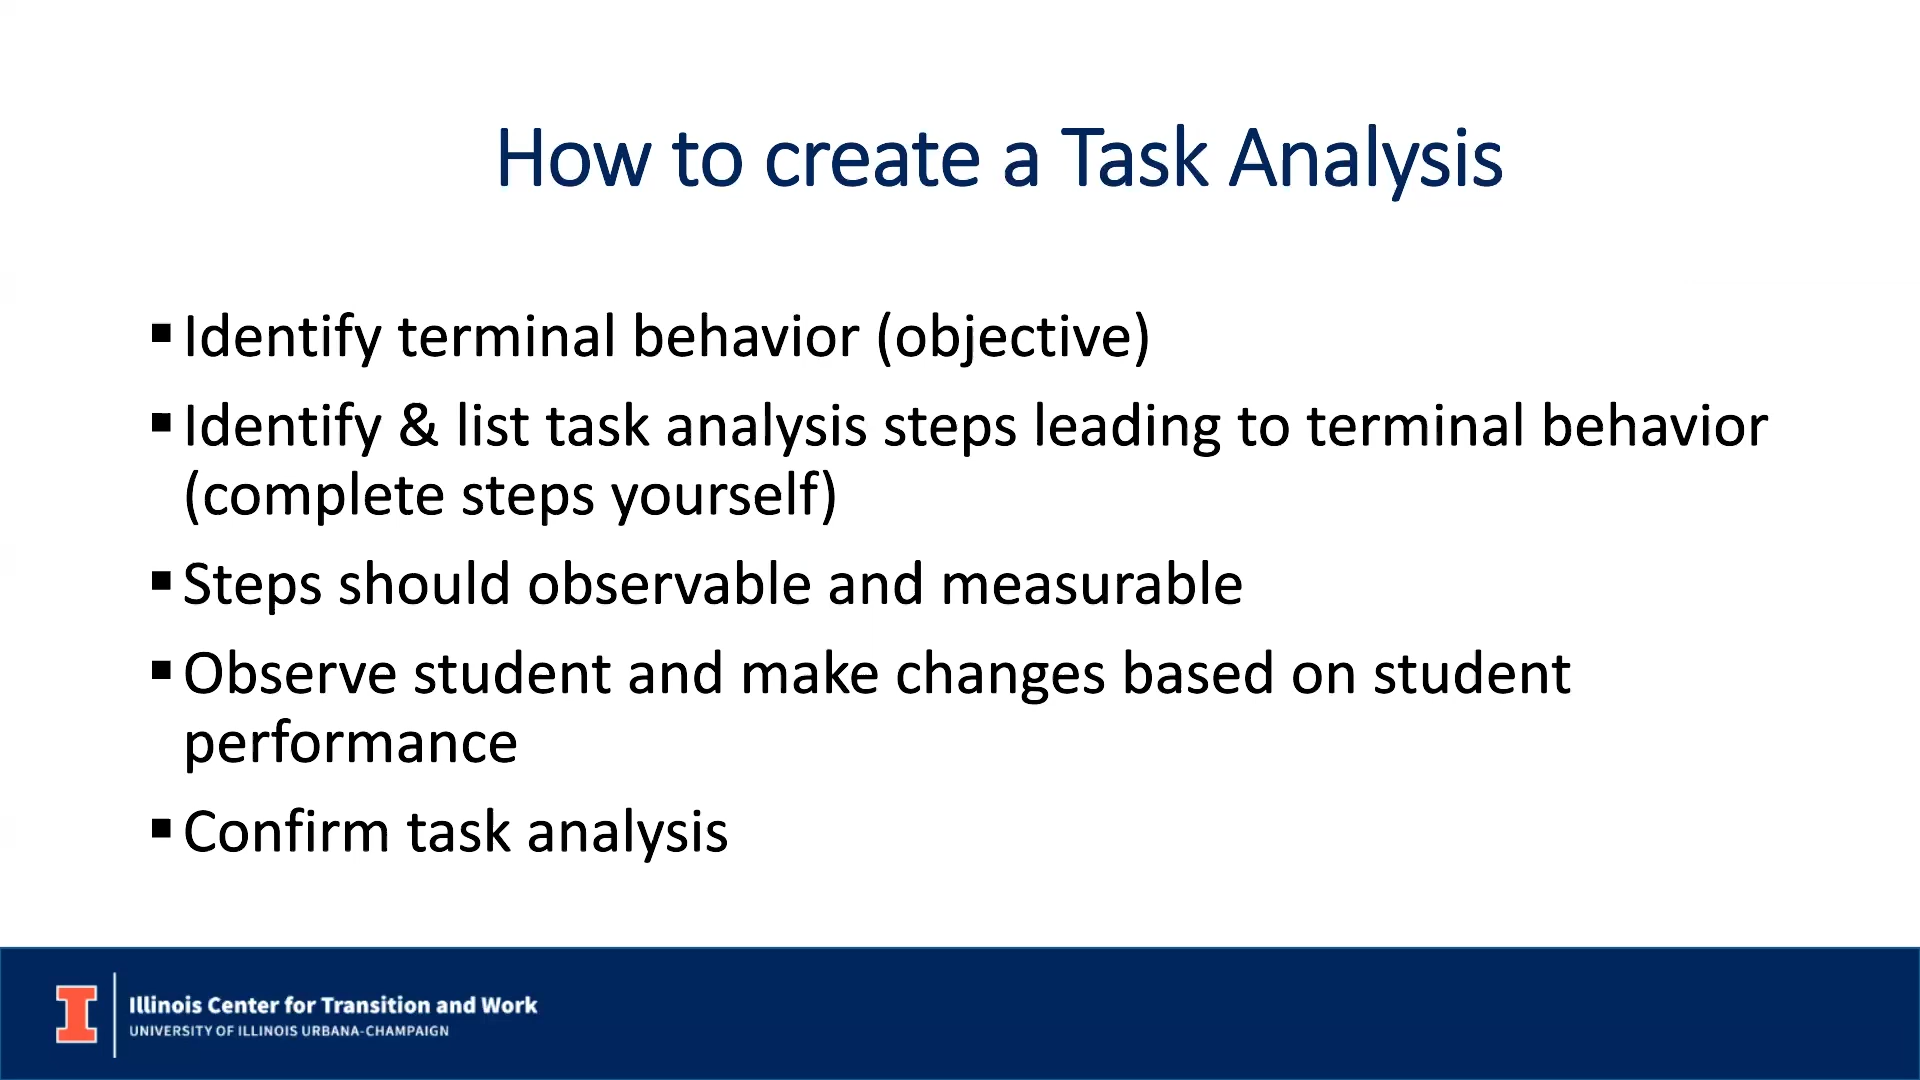 How to create a Task Analysis
▪Identify terminal behavior (objective)
▪Identify & list task analysis steps leading to terminal behavior
(complete steps yourself)
▪Steps should observable and measurable
▪Observe student and make changes based on student
performance
▪Confirm task analysis
Illinois Center for Transition and Work
UNIVERSITY OF ILLINOIS URBANA-CHAMPAIGN